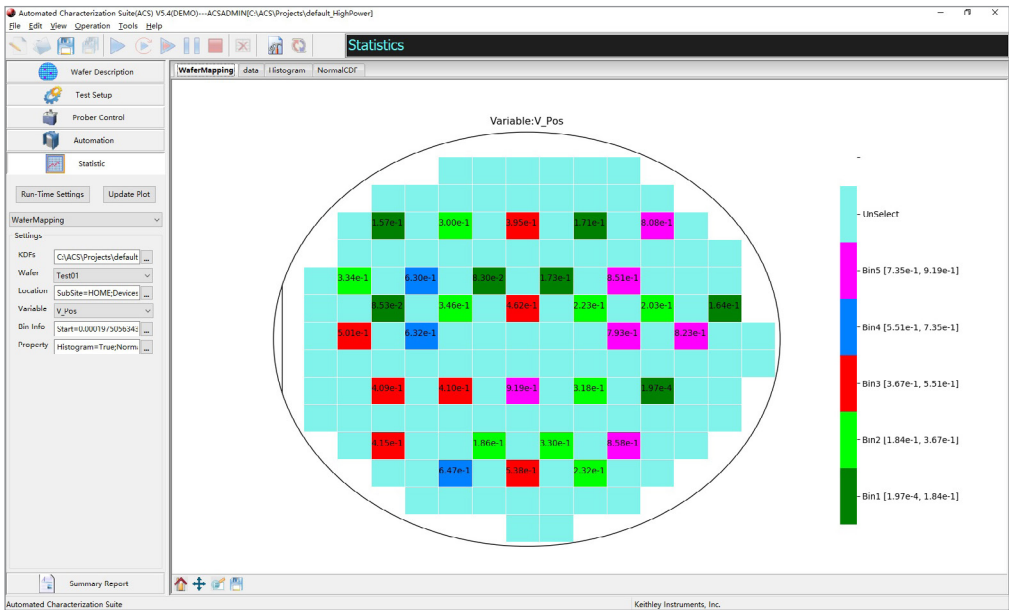 Automated Characterization Suite(ACS) V5.4(DEMO)---ACSADMIN[C:\ACS\Projects\default_HighPower]
File Edit View Operation Tools Help
Statistics
Wafer Description
Test Setup
Prober Control
Automation
Statistic
Run-Time Settings Update Plot
WaferMapping
Settings
KDFs C:\ACS\Projects\default ...
Wafer Test01
Location SubSite=HOME;Devices ...
Variable V_Pos
Bin Info Start=0.0001975056343 ...
Property Histogram=True;Norm ...
Summary Report
WaferMapping data Histogram NormalCDF
Variable:V_Pos
1.57e-1 3.00e-1 3.95e-1 1.71e-1 8.08e-1
3.34e-1 6.30e-1 8.30e-2 1.73e-1 8.51e-1
8.53e-2 3.46e-1 4.62e-1 2.23e-1 2.03e-1 1.64e-1
5.01e-1 6.32e-1 7.93e-1 8.23e-1
4.09e-1 4.10e-1 9.19e-1 3.18e-1 1.97e-4
4.15e-1 1.86e-1 3.30e-1 8.58e-1
6.47e-1 5.38e-1 2.32e-1
-
UnSelect
Bin5 [7.35e-1, 9.19e-1]
Bin4 [5.51e-1, 7.35e-1]
Bin3 [3.67e-1, 5.51e-1]
Bin2 [1.84e-1, 3.67e-1]
Bin1 [1.97e-4, 1.84e-1]
Automated Characterization Suite
Keithley Instruments, Inc.